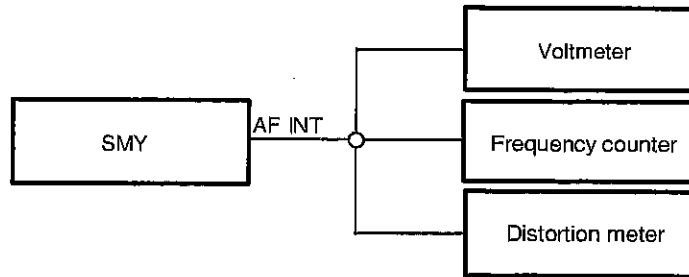 Voltmeter
SMY
AF INT
Frequency counter
Distortion meter